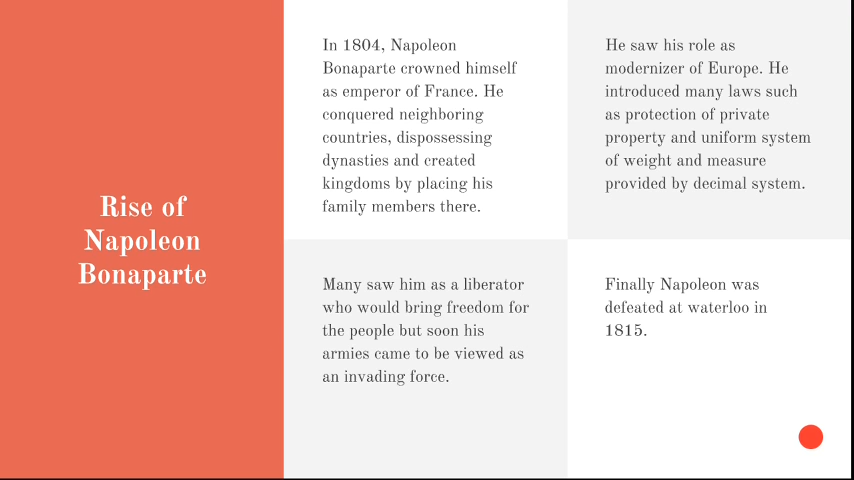 Rise of
Napoleon
Bonaparte
In 1804, Napoleon
Bonaparte crowned himself
as emperor of France. He
conquered neighboring
countries, dispossessing
dynasties and created
kingdoms by placing his
family members there.
He saw his role as
modernizer of Europe. He
introduced many laws such
as protection of private
property and uniform system
of weight and measure
provided by decimal system.
Many saw him as a liberator
who would bring freedom for
the people but soon his
armies came to be viewed as
an invading force.
Finally Napoleon was
defeated at waterloo in
1815.